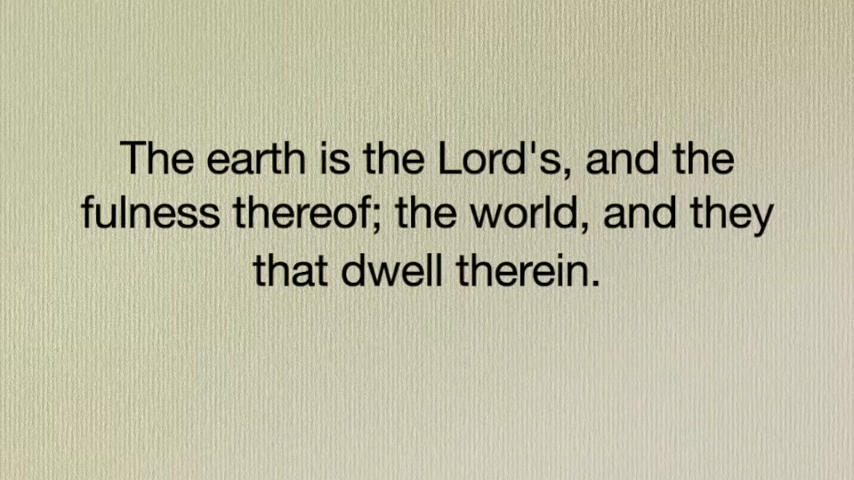 The earth is the Lord's, and the
fulness thereof; the world, and they
that dwell therein.